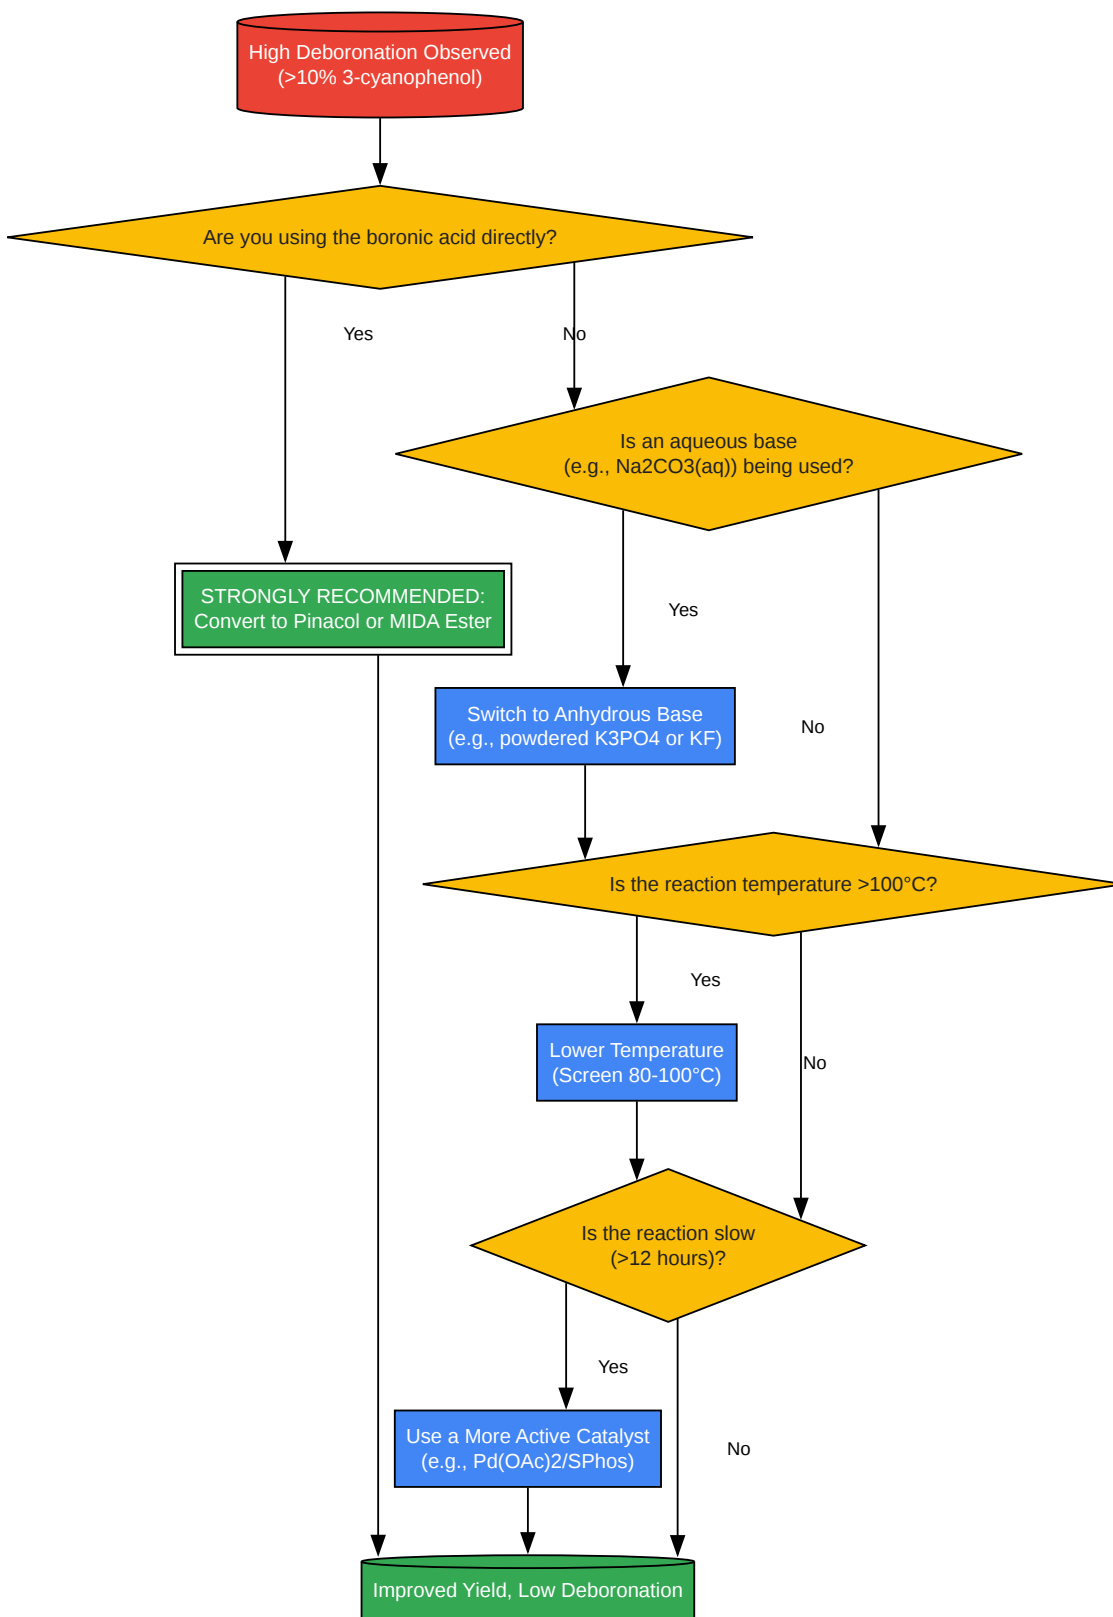 High Deboronation Observed
(>10% 3-cyanophenol)
Are you using the boronic acid directly?
Yes
No
Is an aqueous base
(e.g., Na2CO3(aq)) being used?
STRONGLY RECOMMENDED:
Convert to Pinacol or MIDA Ester
Yes
Switch to Anhydrous Base
(e.g., powdered K3PO4 or KF)
No
Is the reaction temperature >100°C?
Yes
Lower Temperature
(Screen 80-100°C)
No
Is the reaction slow
(>12 hours)?
Yes
Use a More Active Catalyst
(e.g., Pd(OAc)2/SPhos)
No
Improved Yield, Low Deboronation